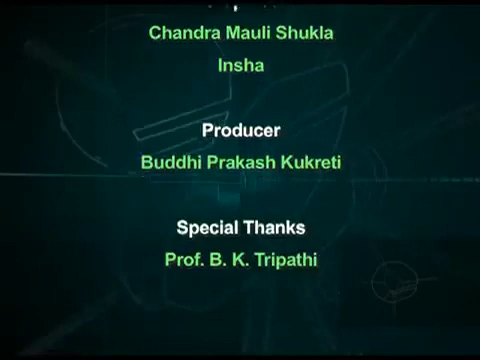 Chandra Mauli Shukla
Insha
Producer
Buddhi Prakash Kukreti
Special Thanks
Prof. B. K. Tripathi